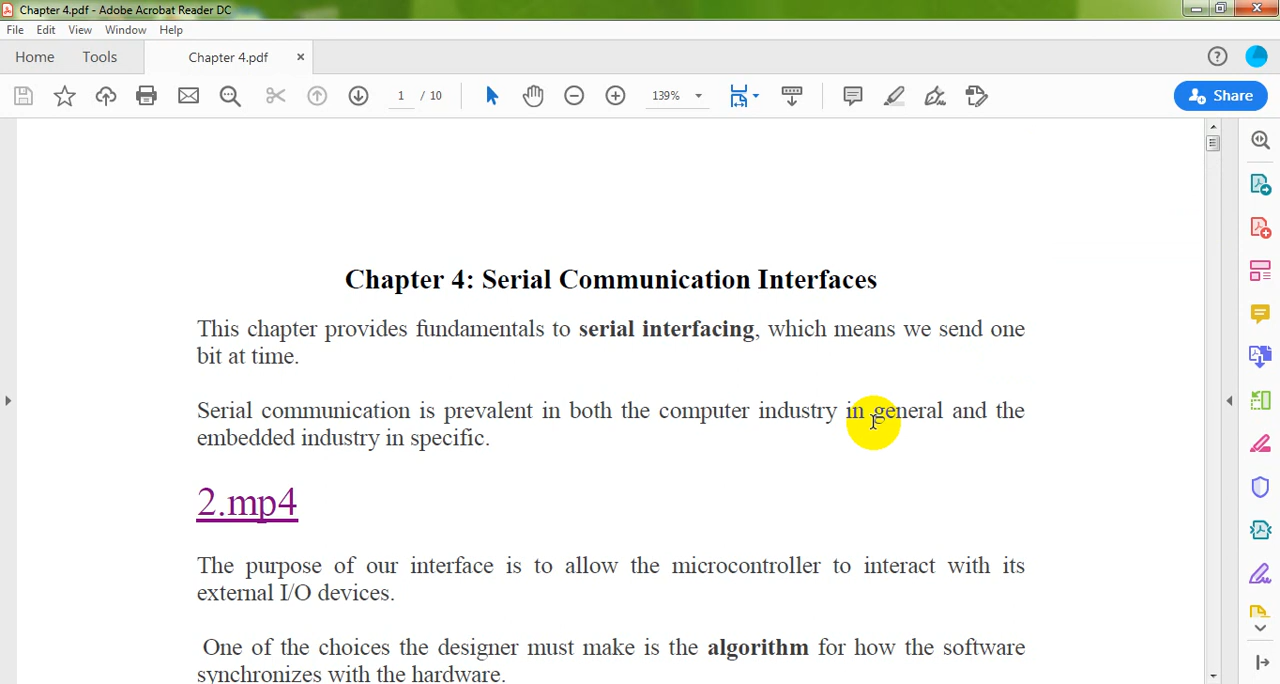 Chapter 4.pdf - Adobe Acrobat Reader DC
File Edit View Window Help
Home Tools Chapter 4.pdf
1 / 10 139% Share
Chapter 4: Serial Communication Interfaces
This chapter provides fundamentals to serial interfacing, which means we send one
bit at time.
Serial communication is prevalent in both the computer industry in general and the
embedded industry in specific.
2.mp4
The purpose of our interface is to allow the microcontroller to interact with its
external I/O devices.
One of the choices the designer must make is the algorithm for how the software
synchronizes with the hardware.